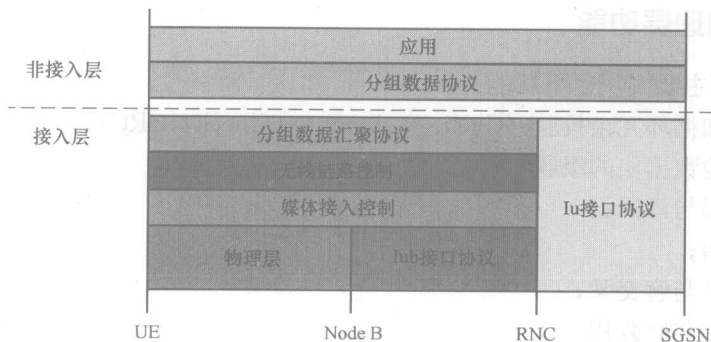 应用
非接入层
分组数据协议
接入层
分组数据汇聚协议
无线链路控制
媒体接入控制
Iu接口协议
物理层
Iub接口协议
UE
Node B
RNC
SGSN